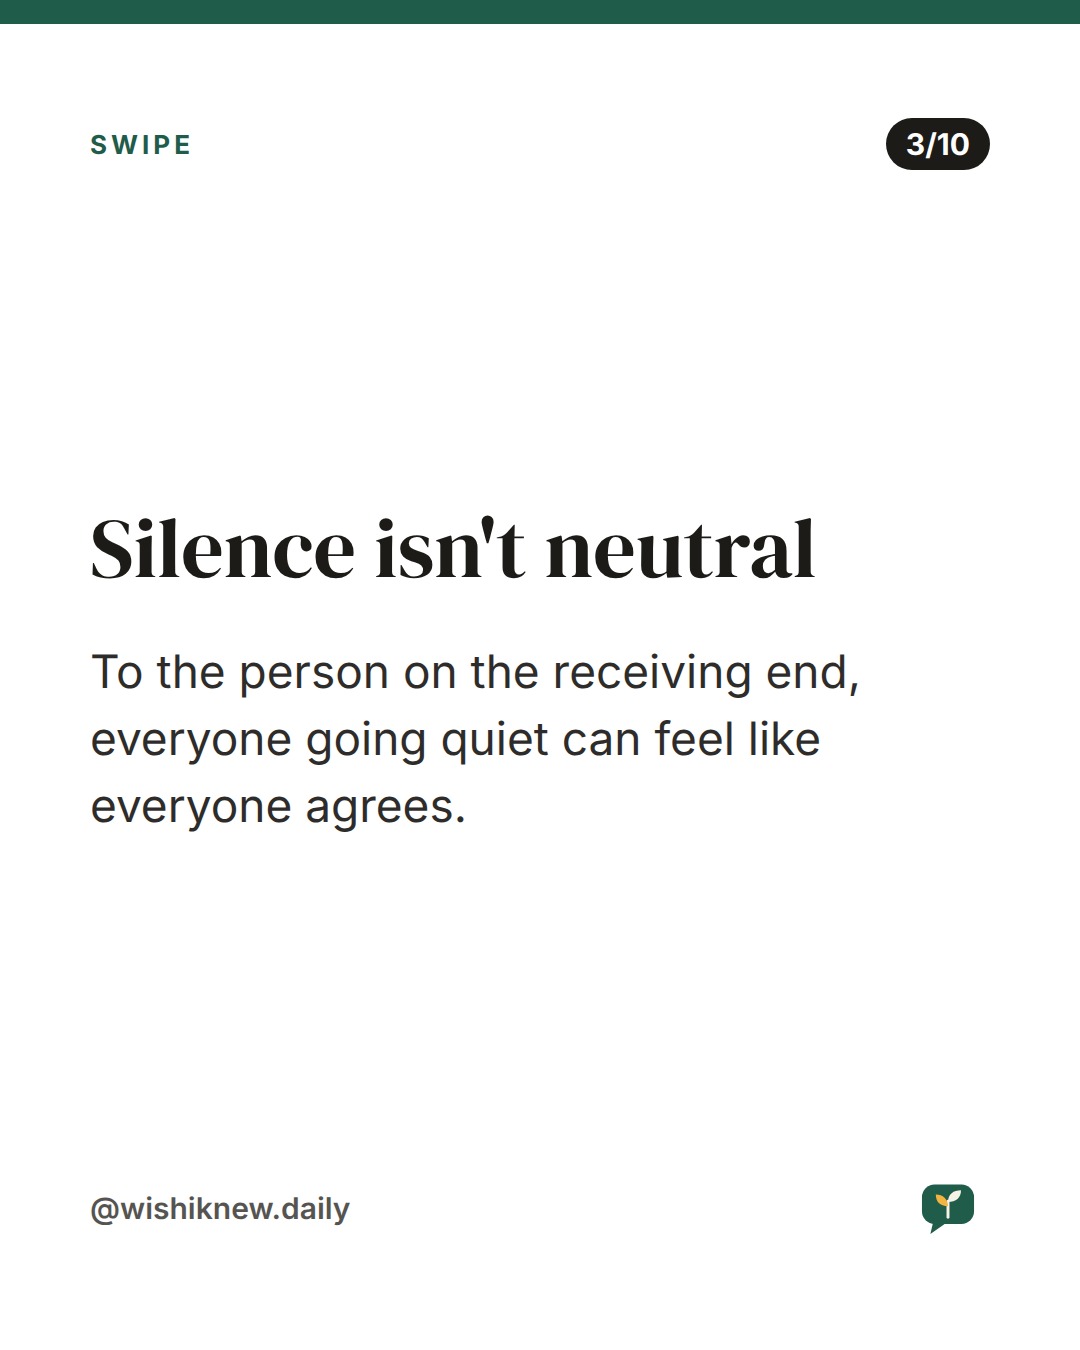 SWIPE
3/10
Silence isn't neutral
To the person on the receiving end,
everyone going quiet can feel like
everyone agrees.
@wishiknew.daily